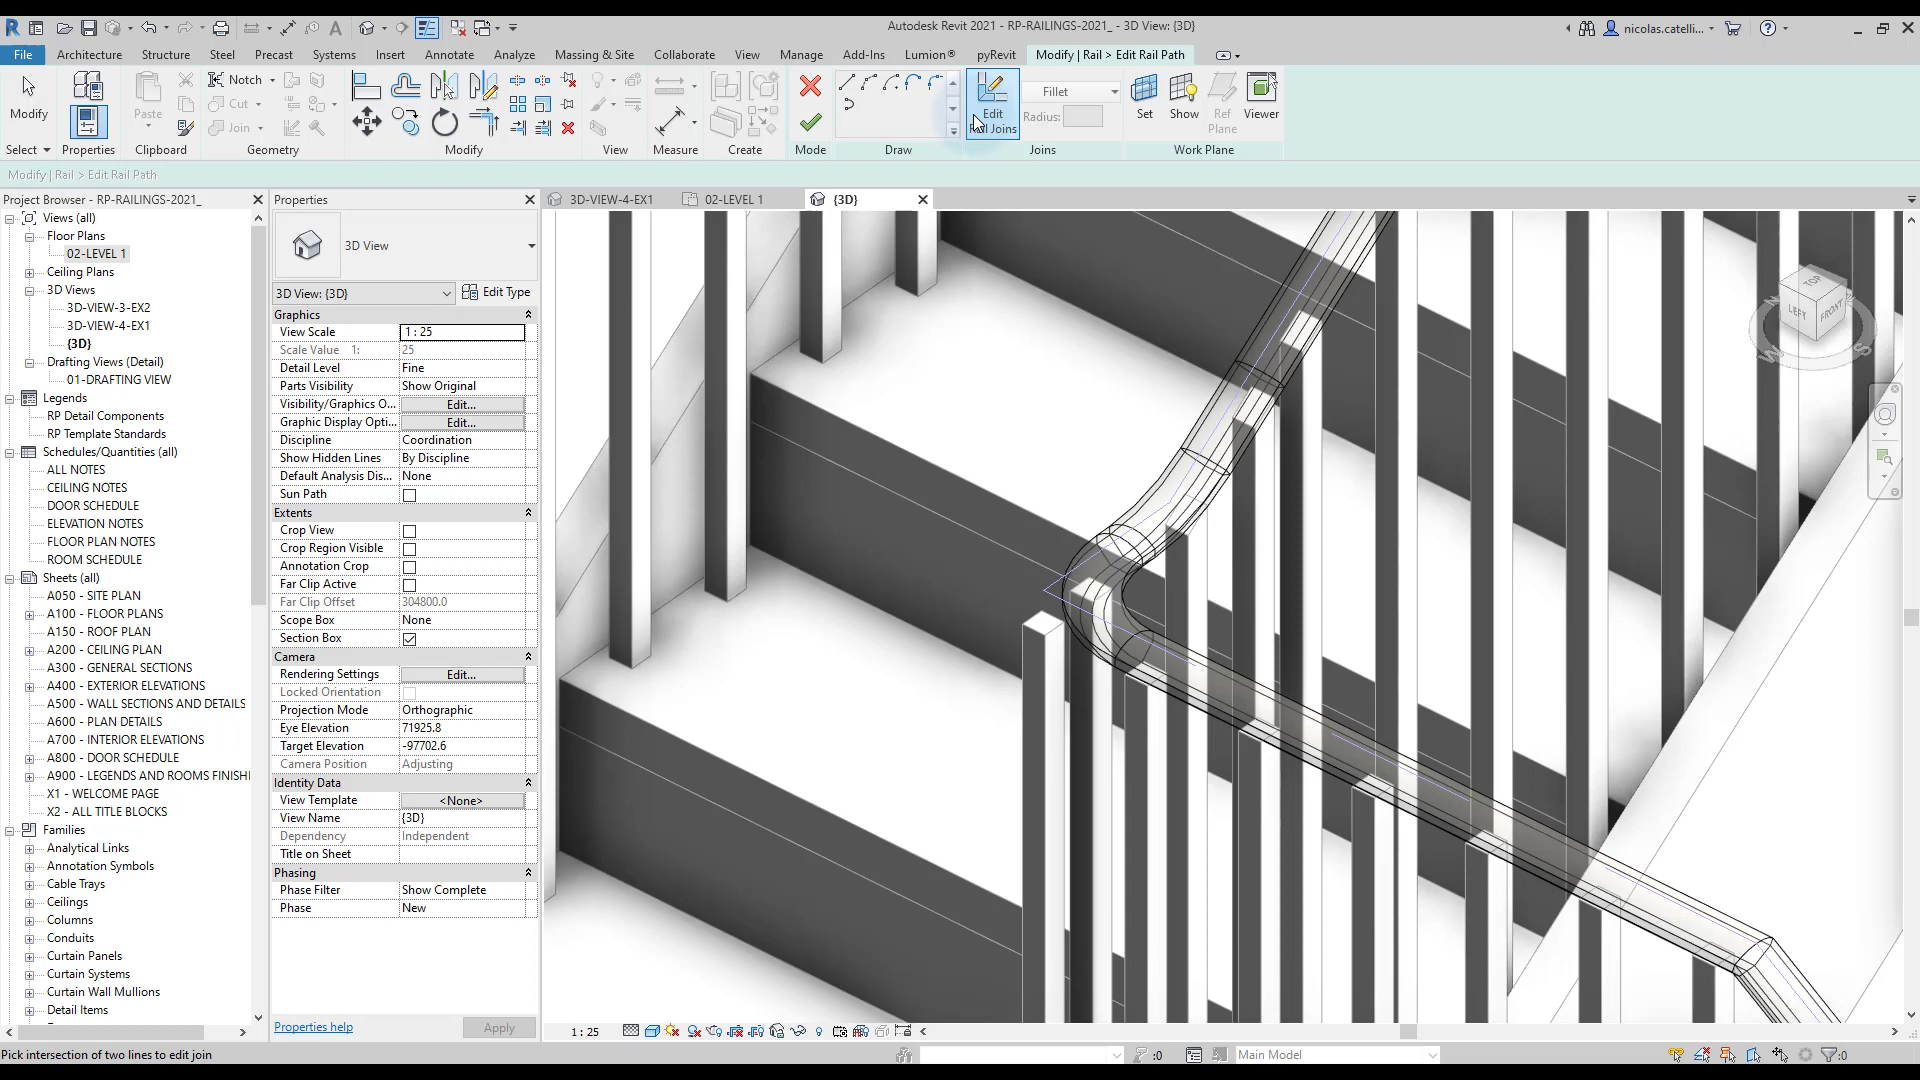 Autodesk Revit 2021 - RP-RAILINGS-2021_ - 3D View: {3D}
nicolas.catelli...
File Architecture Structure Steel Precast Systems Insert Annotate Analyze Massing & Site Collaborate View Manage Add-Ins Lumion® pyRevit Modify | Rail > Edit Rail Path
Modify
Paste
Notch
Cut
Join
Edit
Rail Joins
Fillet
Radius:
Set
Show
Ref
Plane
Viewer
Select Properties Clipboard Geometry Modify View Measure Create Mode Draw Joins Work Plane
Modify | Rail > Edit Rail Path
Project Browser - RP-RAILINGS-2021_
Views (all)
Floor Plans
02-LEVEL 1
Ceiling Plans
3D Views
3D-VIEW-3-EX2
3D-VIEW-4-EX1
{3D}
Drafting Views (Detail)
01-DRAFTING VIEW
Legends
RP Detail Components
RP Template Standards
Schedules/Quantities (all)
ALL NOTES
CEILING NOTES
DOOR SCHEDULE
ELEVATION NOTES
FLOOR PLAN NOTES
ROOM SCHEDULE
Sheets (all)
A050 - SITE PLAN
A100 - FLOOR PLANS
A150 - ROOF PLAN
A200 - CEILING PLAN
A300 - GENERAL SECTIONS
A400 - EXTERIOR ELEVATIONS
A500 - WALL SECTIONS AND DETAILS
A600 - PLAN DETAILS
A700 - INTERIOR ELEVATIONS
A800 - DOOR SCHEDULE
A900 - LEGENDS AND ROOMS FINISHI
X1 - WELCOME PAGE
X2 - ALL TITLE BLOCKS
Families
Analytical Links
Annotation Symbols
Cable Trays
Ceilings
Columns
Conduits
Curtain Panels
Curtain Systems
Curtain Wall Mullions
Detail Items
Properties
3D View
3D View: {3D} Edit Type
Graphics
View Scale 1 : 25
Scale Value 1: 25
Detail Level Fine
Parts Visibility Show Original
Visibility/Graphics O... Edit...
Graphic Display Opti... Edit...
Discipline Coordination
Show Hidden Lines By Discipline
Default Analysis Dis... None
Sun Path
Extents
Crop View
Crop Region Visible
Annotation Crop
Far Clip Active
Far Clip Offset 304800.0
Scope Box None
Section Box
Camera
Rendering Settings Edit...
Locked Orientation
Projection Mode Orthographic
Eye Elevation 71925.8
Target Elevation -97702.6
Camera Position Adjusting
Identity Data
View Template <None>
View Name {3D}
Dependency Independent
Title on Sheet
Phasing
Phase Filter Show Complete
Phase New
Properties help Apply
3D-VIEW-4-EX1 02-LEVEL 1 {3D}
TOP
LEFT
FRONT
W
S
1 : 25
Pick intersection of two lines to edit join
:0
Main Model
:0